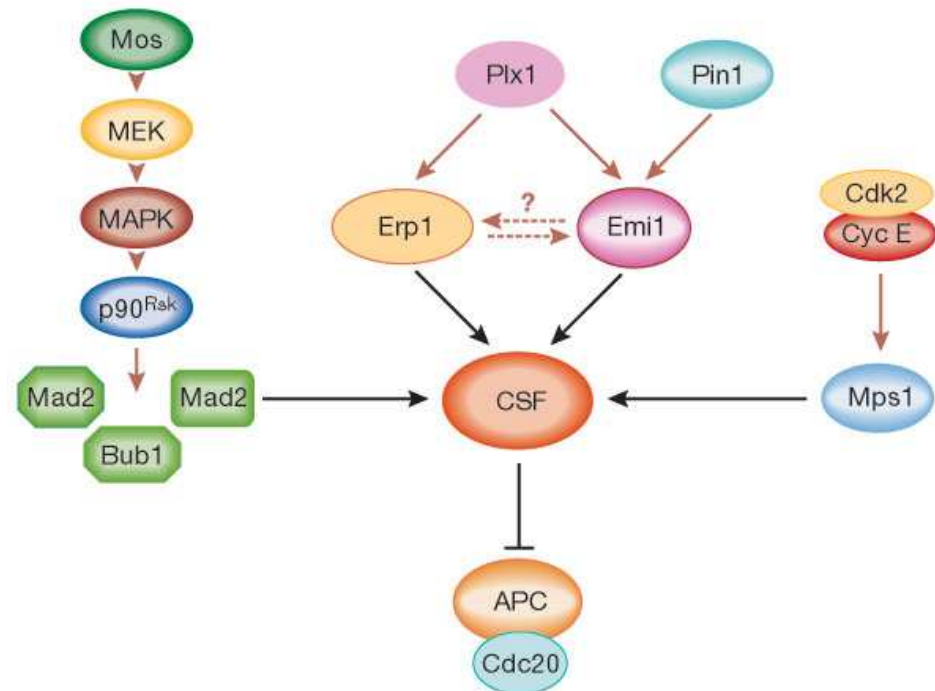 Mos
Plx1
Pin1
MEK
Cdk2
MAPK
?
Erp1
Emi1
Cyc E
p90Rsk
Mad2
Mad2
CSF
Mps1
Bub1
APC
Cdc20